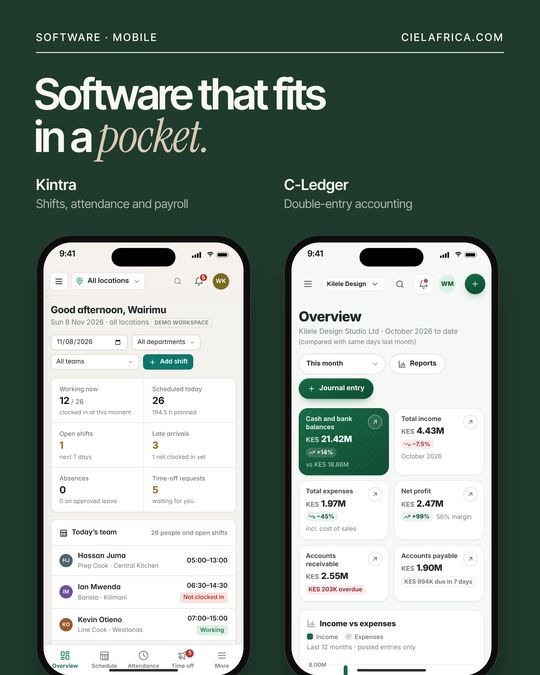 SOFTWARE · MOBILE
CIELAFRICA.COM
Software that fits
in a pocket.
Kintra
Shifts, attendance and payroll
C-Ledger
Double-entry accounting
9:41
All locations
5
WK
Good afternoon, Wairimu
Sun 8 Nov 2026 · all locations DEMO WORKSPACE
11/08/2026
All departments
All teams
+ Add shift
Working now
12 / 26
clocked in at this moment
Scheduled today
26
194.5 h planned
Open shifts
1
next 7 days
Late arrivals
3
1 not clocked in yet
Absences
0
0 on approved leave
Time-off requests
5
waiting for you
Today's team
26 people and open shifts
HJ
Hassan Juma
Prep Cook · Central Kitchen
05:00–13:00
IM
Ian Mwenda
Barista · Kilimani
06:30–14:30
Not clocked in
KO
Kevin Otieno
Line Cook · Westlands
07:00–15:00
Working
Overview
Schedule
Attendance
5
Time off
More
9:41
Kilele Design
WM
+
Overview
Kilele Design Studio Ltd · October 2026 to date
(compared with same days last month)
This month
Reports
+ Journal entry
Cash and bank
balances
KES 21.42M
+14%
vs KES 18.86M
Total income
KES 4.43M
−7.5%
October 2026
Total expenses
KES 1.97M
−45%
incl. cost of sales
Net profit
KES 2.47M
+99% 56% margin
Accounts
receivable
KES 2.55M
KES 203K overdue
Accounts payable
KES 1.90M
KES 994K due in 7 days
Income vs expenses
Income
Expenses
Last 12 months · posted entries only
8.00M